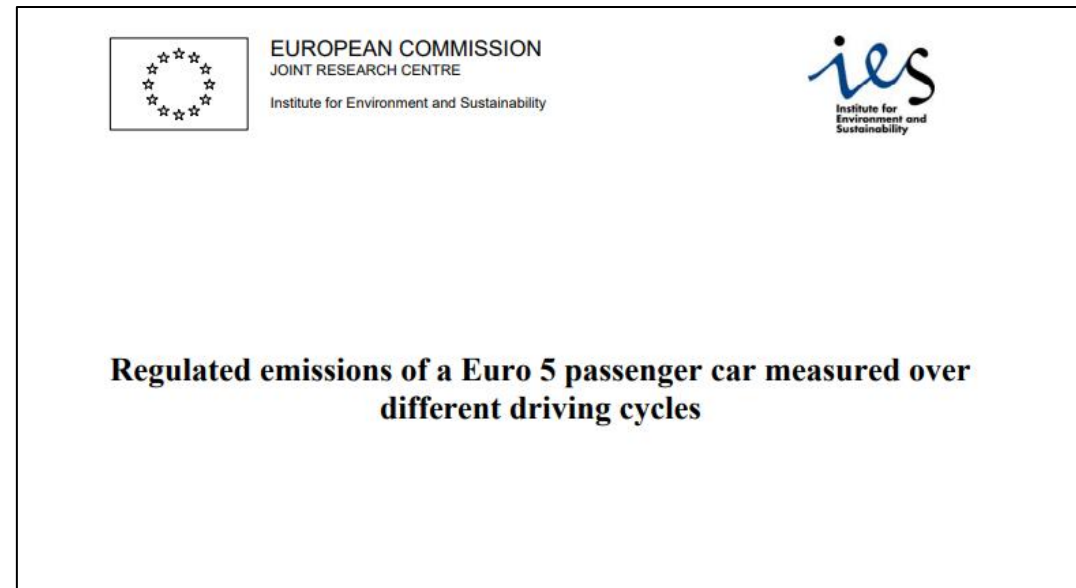 EUROPEAN COMMISSION
JOINT RESEARCH CENTRE
Institute for Environment and Sustainability
ies
Institute for
Environment and
Sustainability
Regulated emissions of a Euro 5 passenger car measured over
different driving cycles